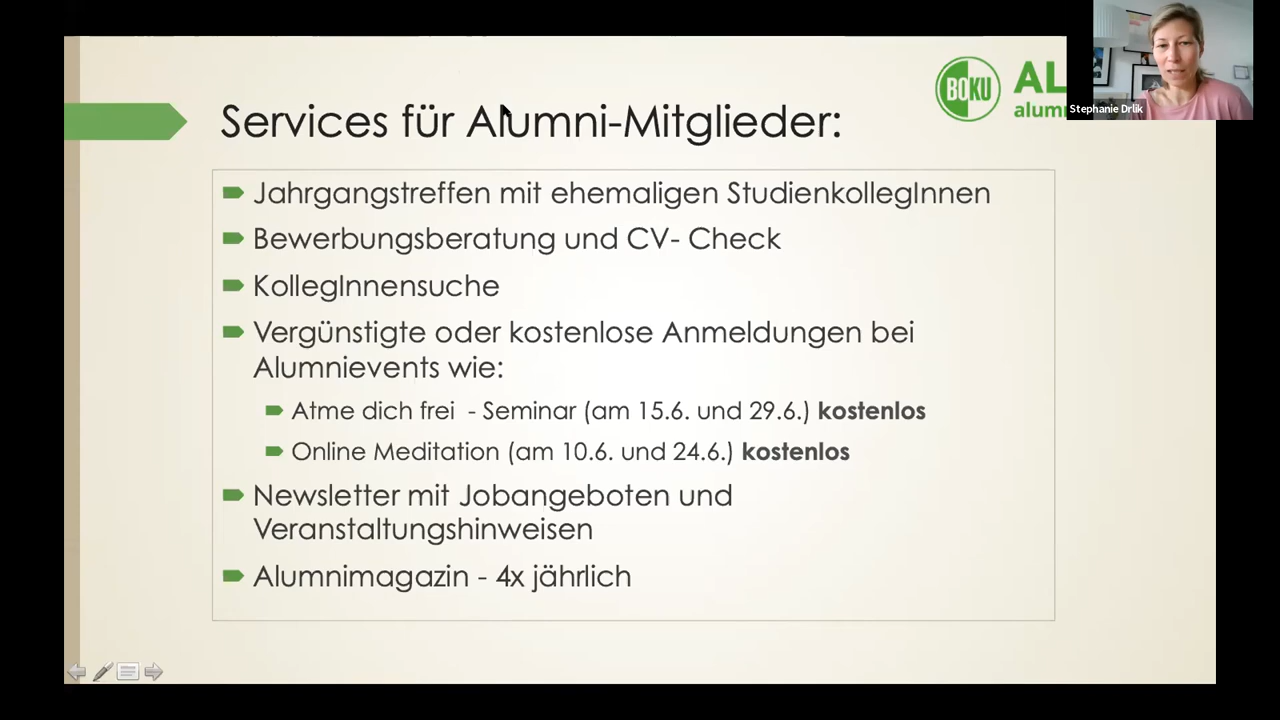 BOKU
AL
alum
Stephanie Drlik
Services für Alumni-Mitglieder:
Jahrgangstreffen mit ehemaligen StudienkollegInnen
Bewerbungsberatung und CV- Check
KollegInnensuche
Vergünstigte oder kostenlose Anmeldungen bei
Alumnievents wie:
Atme dich frei - Seminar (am 15.6. und 29.6.) kostenlos
Online Meditation (am 10.6. und 24.6.) kostenlos
Newsletter mit Jobangeboten und
Veranstaltungshinweisen
Alumnimagazin - 4x jährlich